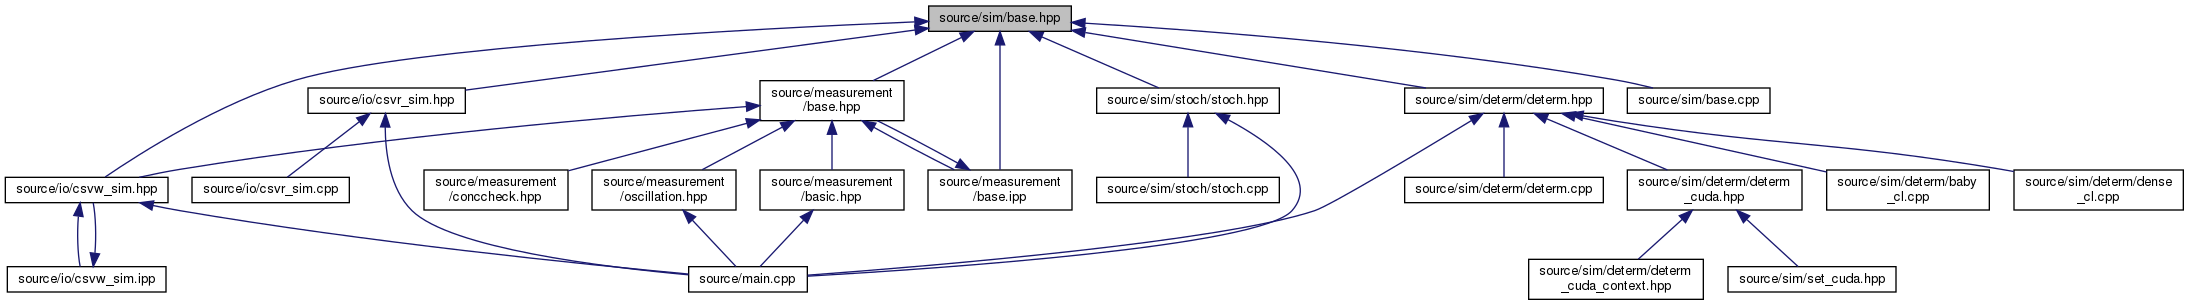 source/sim/base.hpp
source/io/csvr_sim.hpp
source/measurement
/base.hpp
source/sim/stoch/stoch.hpp
source/sim/determ/determ.hpp
source/sim/base.cpp
source/io/csvw_sim.hpp
source/io/csvr_sim.cpp
source/measurement
/conccheck.hpp
source/measurement
/oscillation.hpp
source/measurement
/basic.hpp
source/measurement
/base.ipp
source/sim/stoch/stoch.cpp
source/sim/determ/determ.cpp
source/sim/determ/determ
_cuda.hpp
source/sim/determ/baby
_cl.cpp
source/sim/determ/dense
_cl.cpp
source/io/csvw_sim.ipp
source/main.cpp
source/sim/determ/determ
_cuda_context.hpp
source/sim/set_cuda.hpp